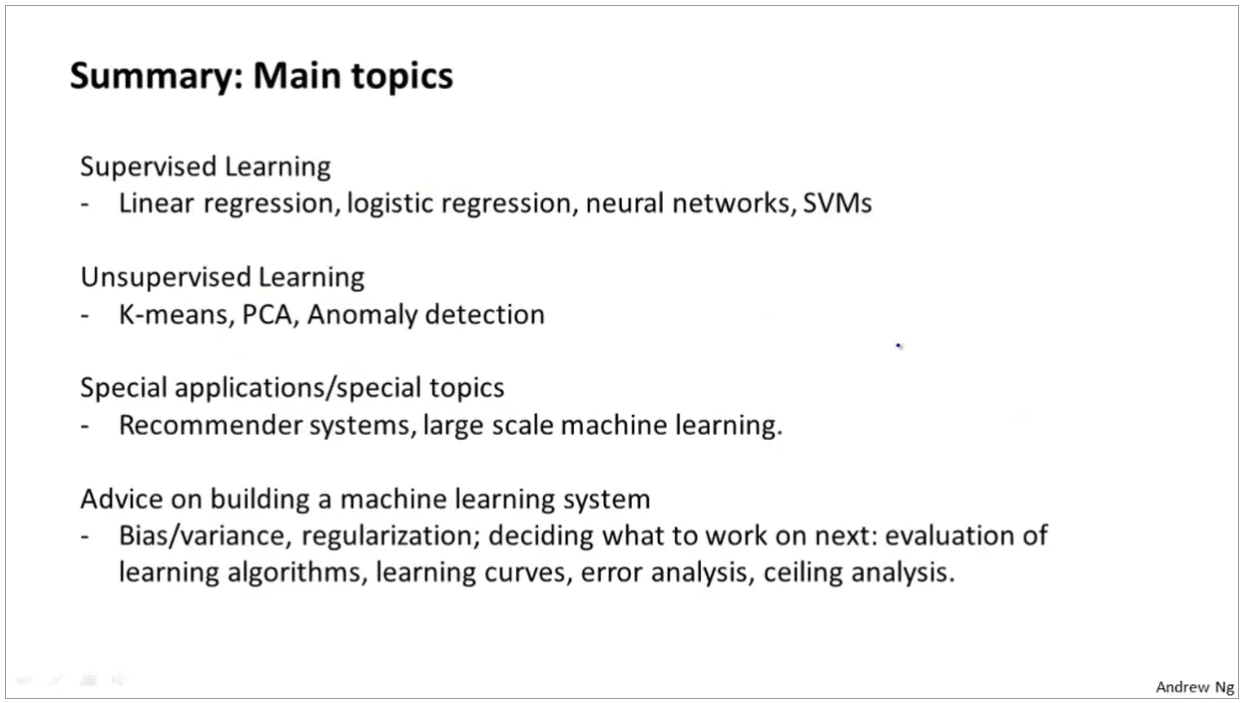 Summary: Main topics
Supervised Learning
- Linear regression, logistic regression, neural networks, SVMs
Unsupervised Learning
- K-means, PCA, Anomaly detection
Special applications/special topics
- Recommender systems, large scale machine learning.
Advice on building a machine learning system
- Bias/variance, regularization; deciding what to work on next: evaluation of
learning algorithms, learning curves, error analysis, ceiling analysis.
Andrew Ng